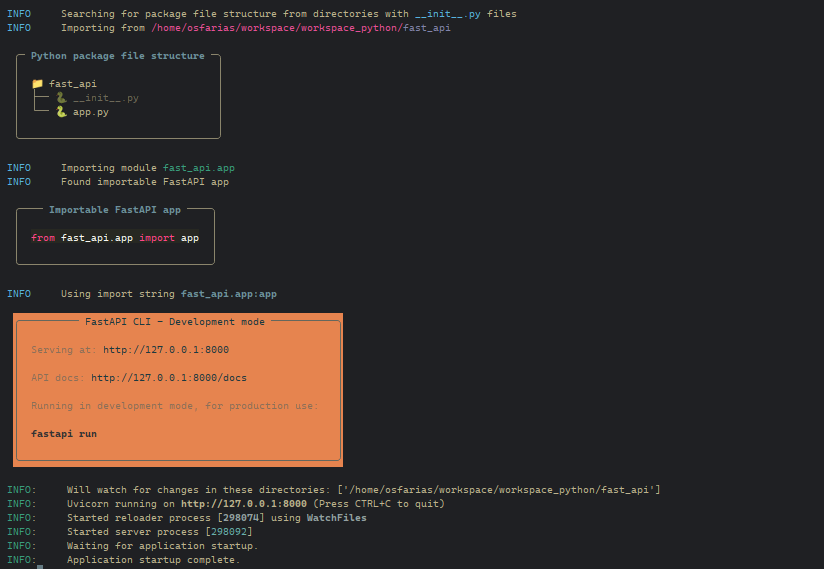 INFO     Searching for package file structure from directories with __init__.py files
INFO     Importing from /home/osfarias/workspace/workspace_python/fast_api
Python package file structure
📁 fast_api
🐍 __init__.py
🐍 app.py
INFO     Importing module fast_api.app
INFO     Found importable FastAPI app
Importable FastAPI app
from fast_api.app import app
INFO     Using import string fast_api.app:app
FastAPI CLI - Development mode
Serving at: http://127.0.0.1:8000
API docs: http://127.0.0.1:8000/docs
Running in development mode, for production use:
fastapi run
INFO:     Will watch for changes in these directories: ['/home/osfarias/workspace/workspace_python/fast_api']
INFO:     Uvicorn running on http://127.0.0.1:8000 (Press CTRL+C to quit)
INFO:     Started reloader process [298074] using WatchFiles
INFO:     Started server process [298092]
INFO:     Waiting for application startup.
INFO:     Application startup complete.